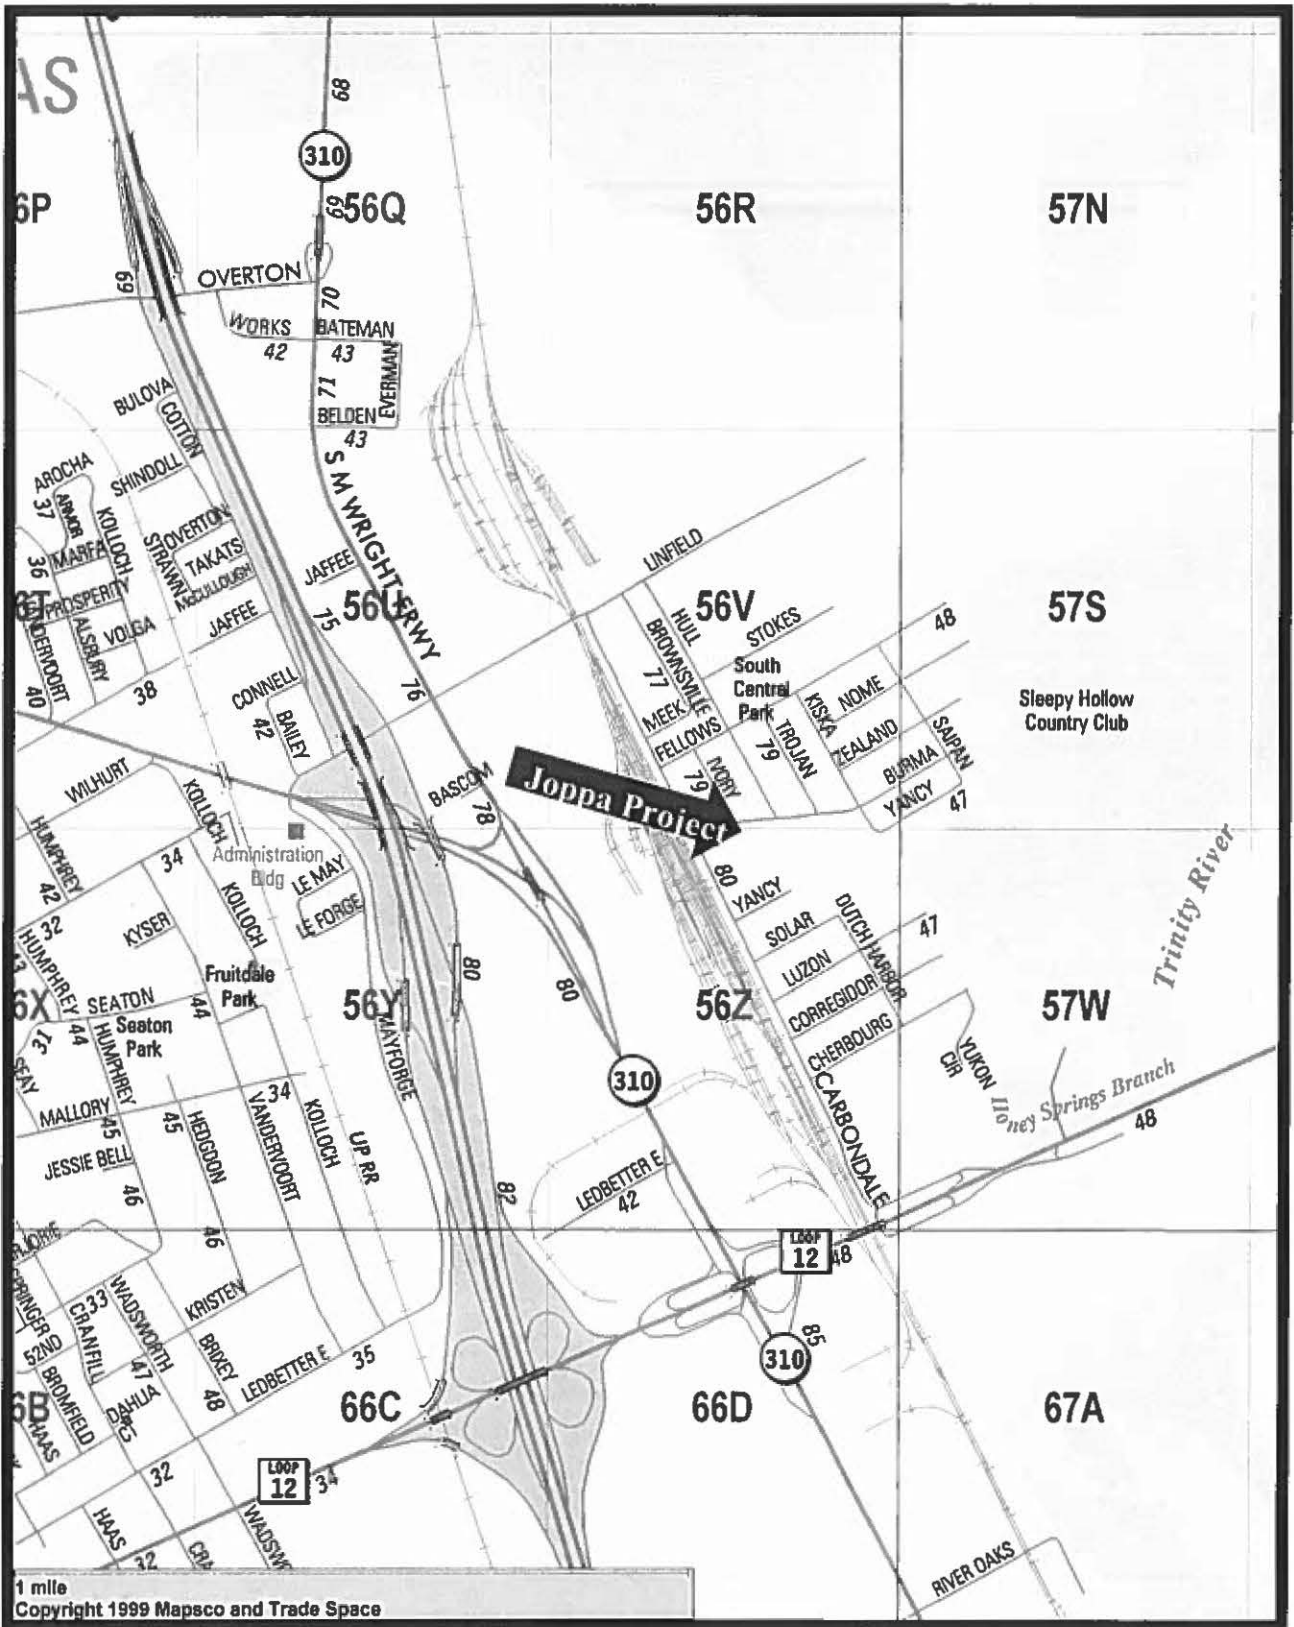 AS
68
310
69
6P
56Q
56R
57N
69
OVERTON
70
WORKS
BATEMAN
42
43
EVERMAN
71
BULOVA
COTTON
BELDEN
43
S M WRIGHT FRWY
AROCHA
37
ARMOR
SHINDOLL
KOLLOCH
OVERTON
STRAWN
TAKATS
McCULLOUGH
MARFA
36
PROSPERITY
JAFFEE
LINFIELD
6T
56U
56V
57S
VOLGA
ALSBURY
JAFFEE
75
HULL
BROWNSVILLE
77
STOKES
48
40
38
CONNELL
42
BAILEY
76
South
Central
Park
MEEK
FELLOWS
KISKA
NOME
TROJAN
79
ZEALAND
SAIPAN
BURMA
YANCY
47
Sleepy Hollow
Country Club
WILHURT
KOLLOCH
BASCOM
78
Joppa Project
79
IVORY
HUMPHREY
42
34
Administration
Bldg
LE MAY
LE FORGE
80
YANCY
SOLAR
DUTCH HARBOR
47
Trinity River
32
HUMPHREY
KYSER
KOLLOCH
Fruitdale
Park
80
80
LUZON
CORREGIDOR
CHERBOURG
6X
SEATON
44
56Y
56Z
57W
31
44
Seaton
Park
HUMPHREY
MAYFORGE
SEAY
310
YUKON
CIR
Honey Springs Branch
48
MALLORY
45
45
34
HEDGDON
VANDERVOORT
KOLLOCH
UP RR
CARBONDALE
JESSIE BELL
46
46
82
LEDBETTER E
42
LOOP
12
48
SPRINGER
52ND
CRANFILL
33
WADSWORTH
47
KRISTEN
BRIXEY
48
LEDBETTER E
35
85
310
6B
66C
66D
67A
BROMFIELD
HAAS
DAHLIA
32
LOOP
12
34
HAAS
32
CRA
WADSW
RIVER OAKS
1 mile
Copyright 1999 Mapsco and Trade Space